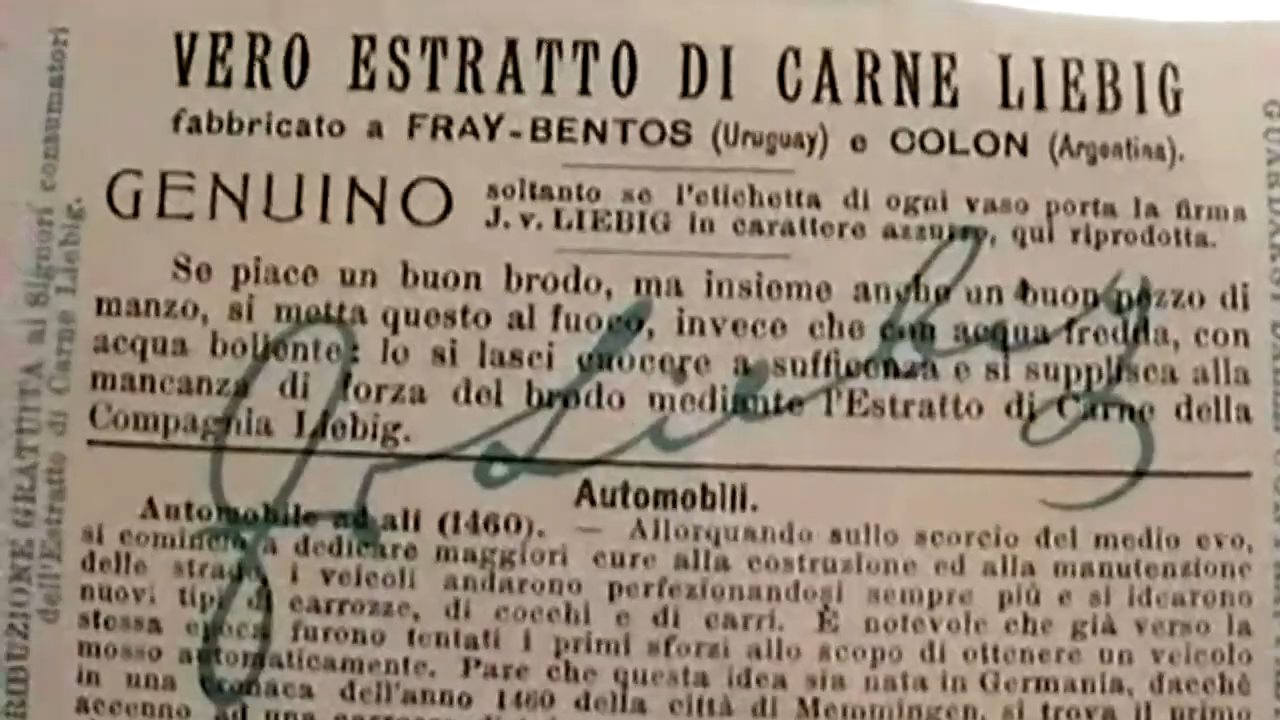 VERO ESTRATTO DI CARNE LIEBIG
fabbricato a FRAY-BENTOS (Uruguay) e COLON (Argentina).
GENUINO
soltanto se l'etichetta di ogni vaso porta la firma
J. v. LIEBIG in carattere azzurro, qui riprodotta.
Se piace un buon brodo, ma insieme anche un buon pezzo di
manzo, si metta questo al fuoco, invece che con acqua fredda, con
acqua bollente: lo si lasci cuocere a sufficenza e si supplisca alla
mancanza di forza del brodo mediante l'Estratto di Carne della
Compagnia Liebig.
J v Liebig
Automobili.
Automobile ad ali (1460). — Allorquando sullo scorcio del medio evo,
si cominciò a dedicare maggiori cure alla costruzione ed alla manutenzione
delle strade, i veicoli andarono perfezionandosi sempre più e si idearono
nuovi tipi di carrozze, di cocchi e di carri. È notevole che già verso la
stessa epoca furono tentati i primi sforzi allo scopo di ottenere un veicolo
mosso automaticamente. Pare che questa idea sia nata in Germania, dacchè
in una cronaca dell'anno 1460 della città di Memmingen, si trova il primo
accenno ad una
RIBUZIONE GRATUITA ai Signori consumatori
dell'Estratto di Carne Liebig.